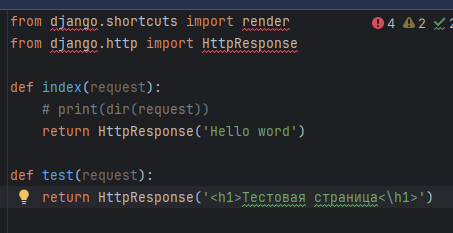 from django.shortcuts import render
4 2 2
from django.http import HttpResponse
def index(request):
# print(dir(request))
return HttpResponse('Hello word')
def test(request):
return HttpResponse('<h1>Тестовая страница<\h1>')